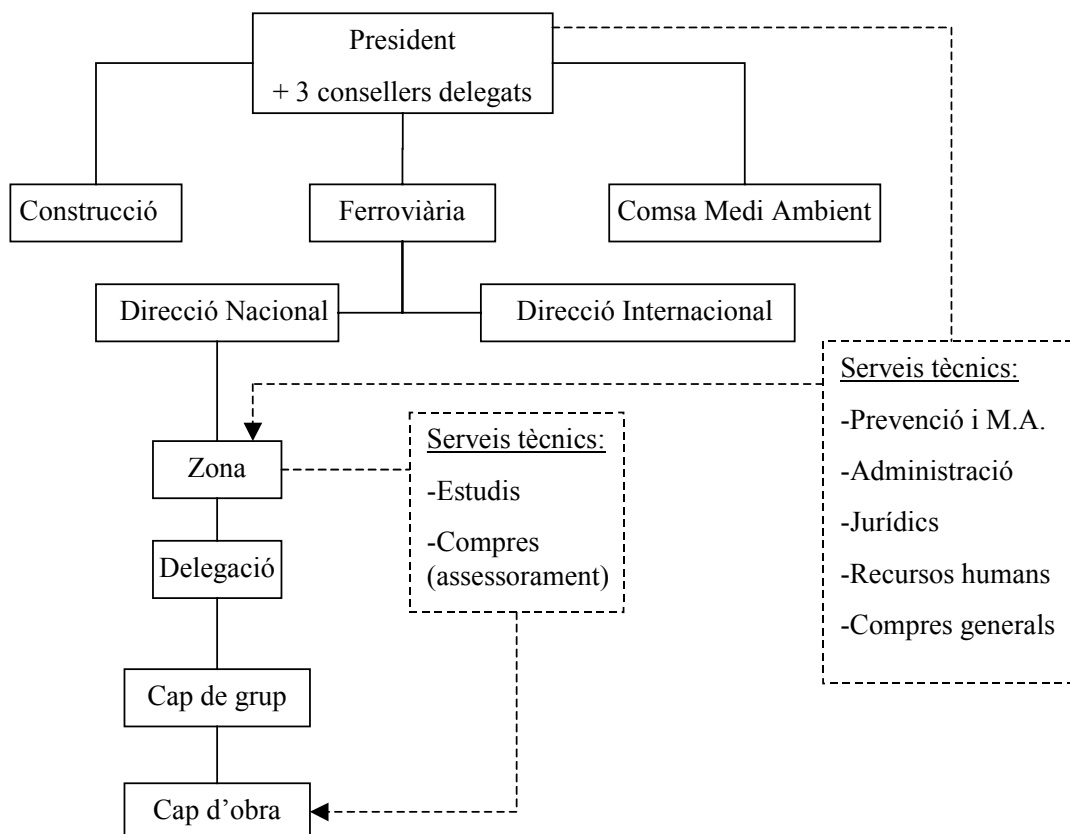 President
+ 3 consellers delegats
Construcció
Ferroviària
Comsa Medi Ambient
Direcció Nacional
Direcció Internacional
Serveis tècnics:
-Prevenció i M.A.
-Administració
-Jurídics
-Recursos humans
-Compres generals
Zona
Serveis tècnics:
-Estudis
-Compres
(assessorament)
Delegació
Cap de grup
Cap d’obra